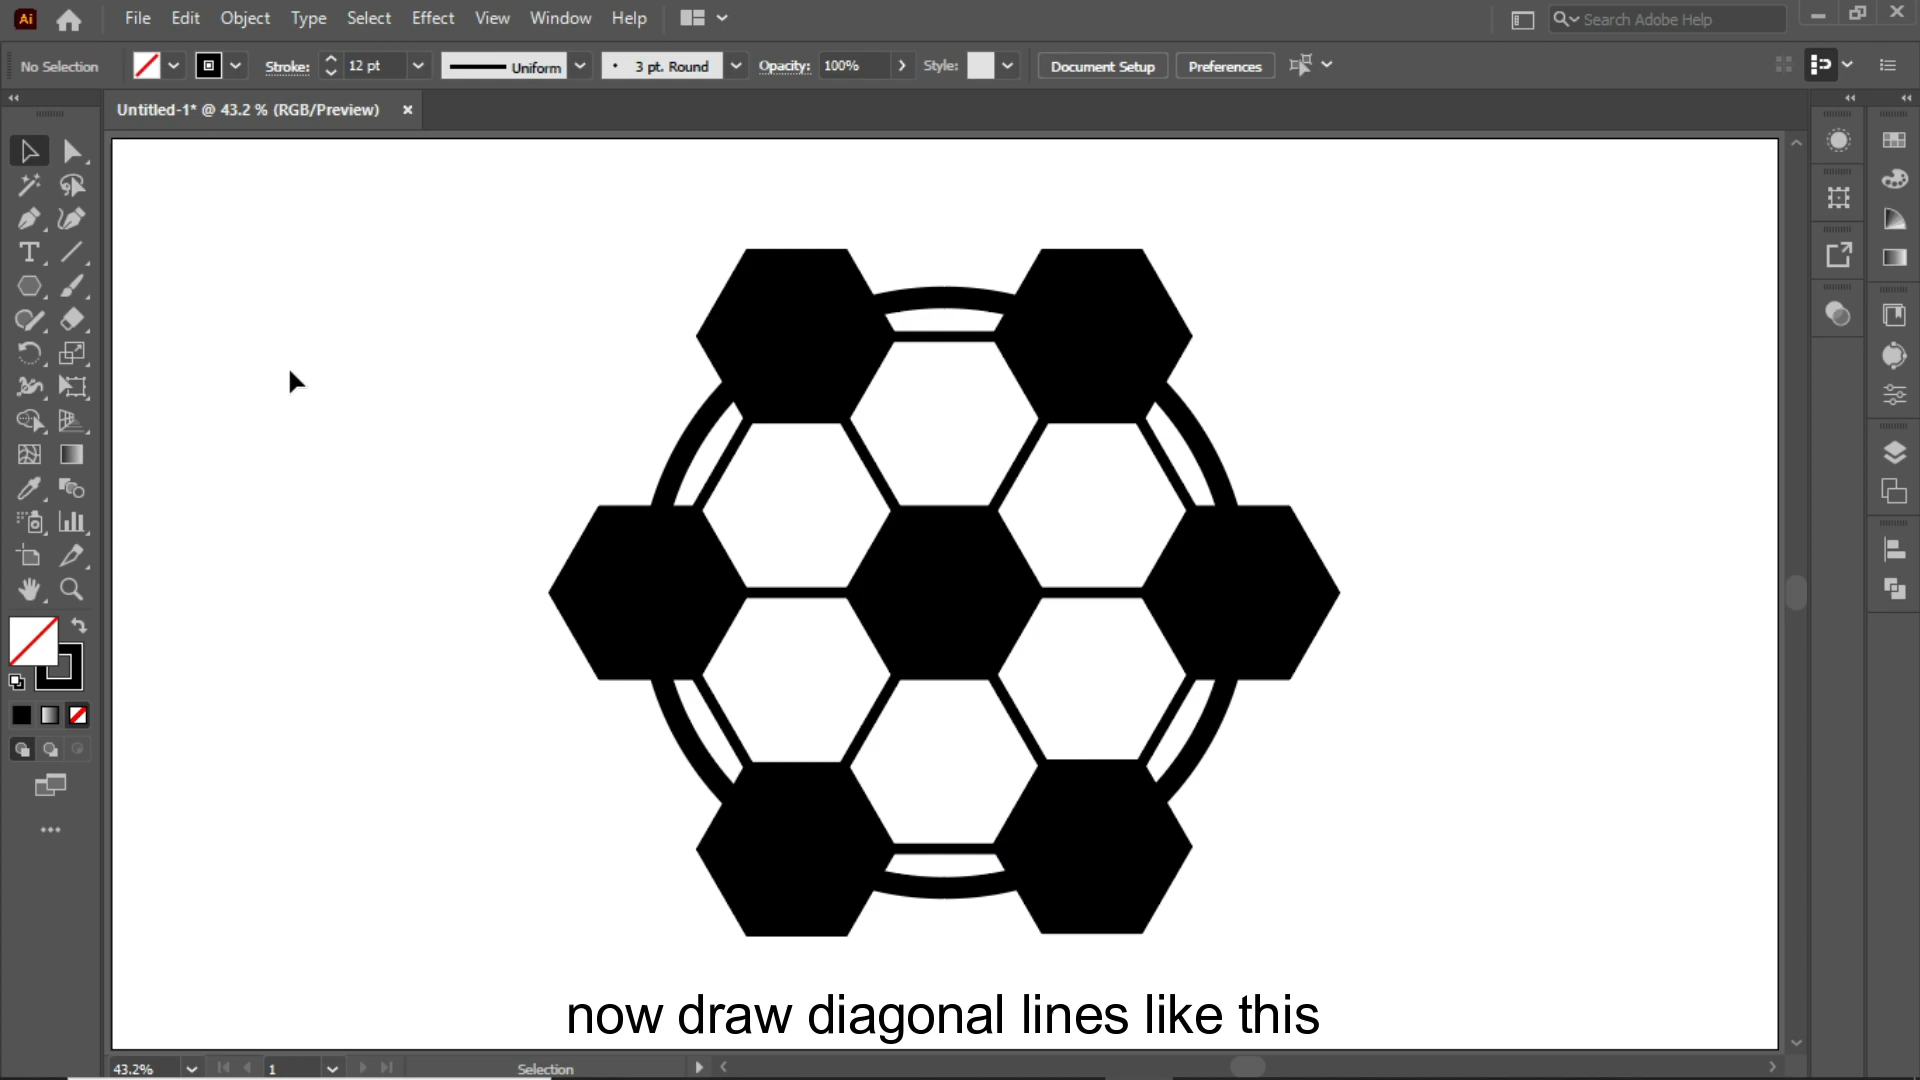 Ai File Edit Object Type Select Effect View Window Help Search Adobe Help
No Selection Stroke: 12 pt Uniform 3 pt. Round Opacity: 100% Style: Document Setup Preferences
Untitled-1* @ 43.2 % (RGB/Preview)
now draw diagonal lines like this
43.2% 1 Selection